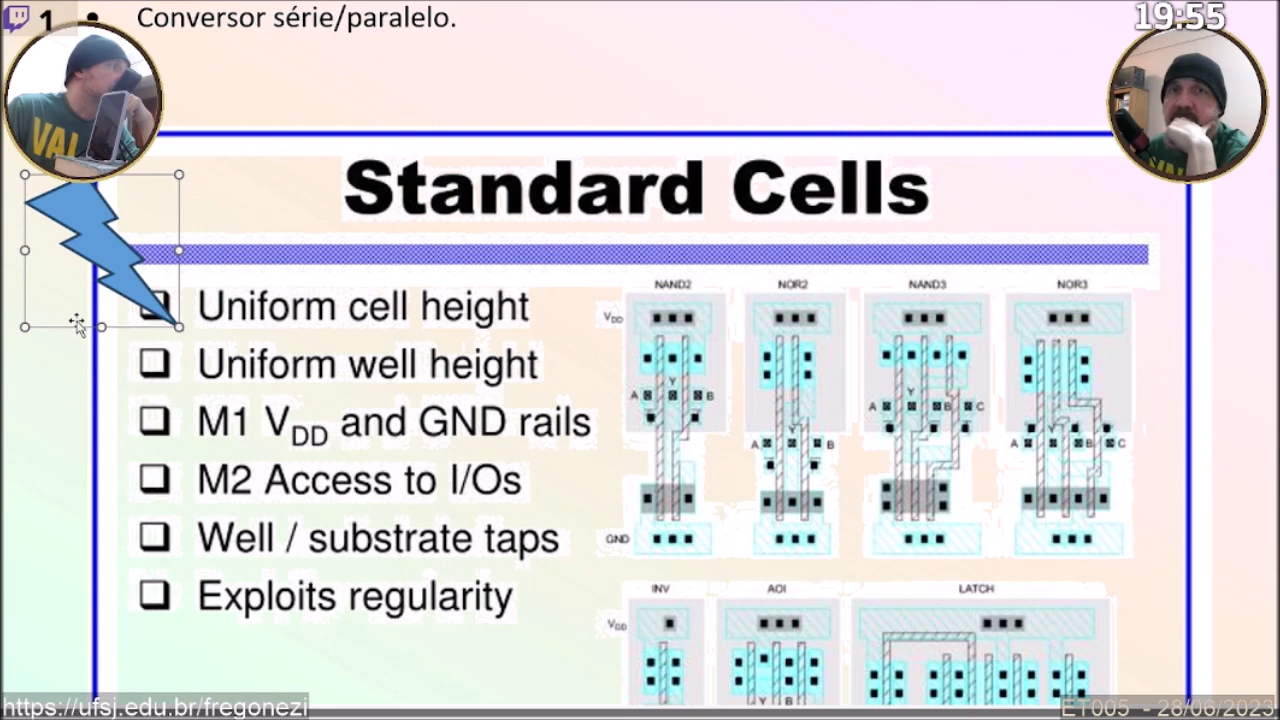 1 • Conversor série/paralelo.
19:55
VAL
Standard Cells
❑ Uniform cell height
❑ Uniform well height
❑ M1 VDD and GND rails
❑ M2 Access to I/Os
❑ Well / substrate taps
❑ Exploits regularity
NAND2 NOR2 NAND3 NOR3
VDD
Y
A B
Y
A B C
A Y B
A B C
GND
INV AOI LATCH
VDD
Y B
https://ufsj.edu.br/fregonezi
ET005 - 28/06/2023